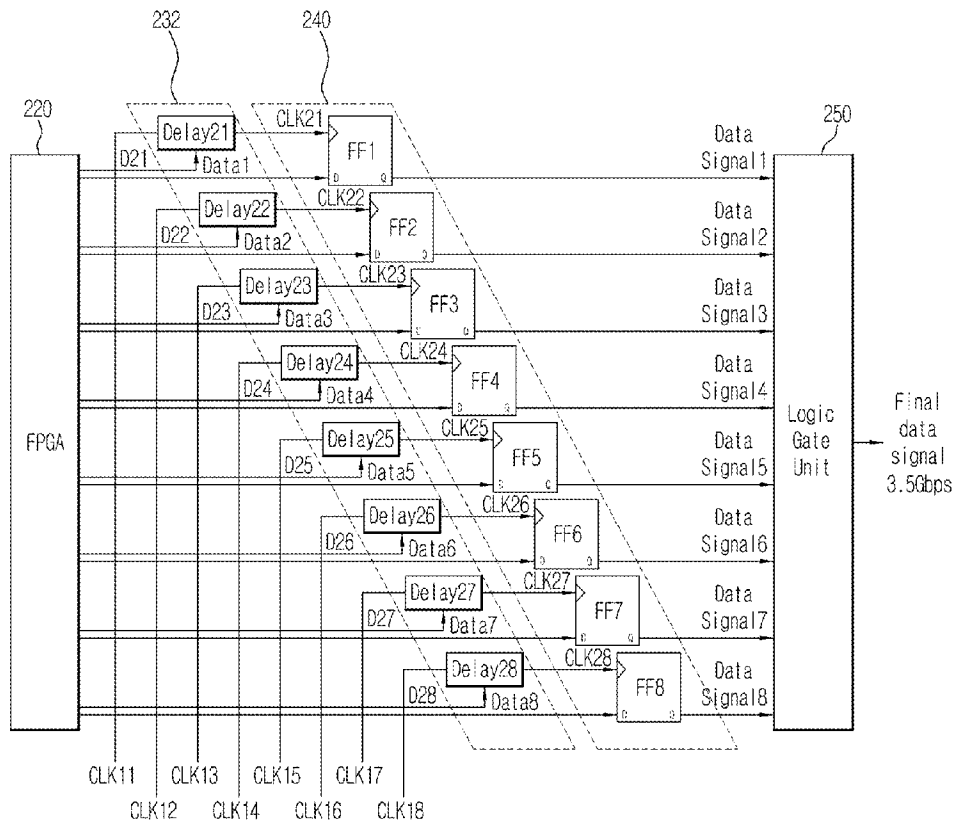 232
240
220
250
CLK21
Delay21
FF1
D21
Data1
D
Q
Data
Signal1
CLK22
Delay22
FF2
D22
Data2
D
Q
Data
Signal2
CLK23
Delay23
FF3
D23
Data3
D
Q
Data
Signal3
CLK24
Delay24
FF4
D24
Data4
D
Q
Data
Signal4
FPGA
CLK25
Delay25
FF5
D25
Data5
D
Q
Data
Signal5
Logic
Gate
Unit
Final
data
signal
3.5Gbps
CLK26
Delay26
FF6
D26
Data6
D
Q
Data
Signal6
CLK27
Delay27
FF7
D27
Data7
D
Q
Data
Signal7
CLK28
Delay28
FF8
D28
Data8
D
Q
Data
Signal8
CLK11
CLK13
CLK15
CLK17
CLK12
CLK14
CLK16
CLK18